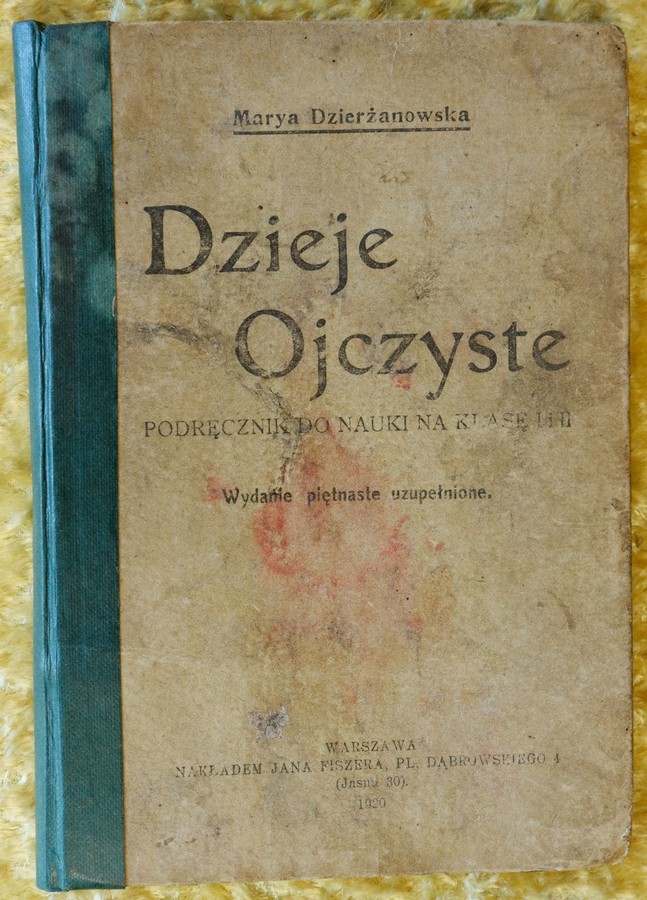 Marya Dzierżanowska
Dzieje
Ojczyste
PODRĘCZNIK DO NAUKI NA KLASĘ I i II
Wydanie piętnaste uzupełnione.
WARSZAWA
NAKŁADEM JANA FISZERA, PL. DĄBROWSKIEGO 4
(Jasna 30).
1920